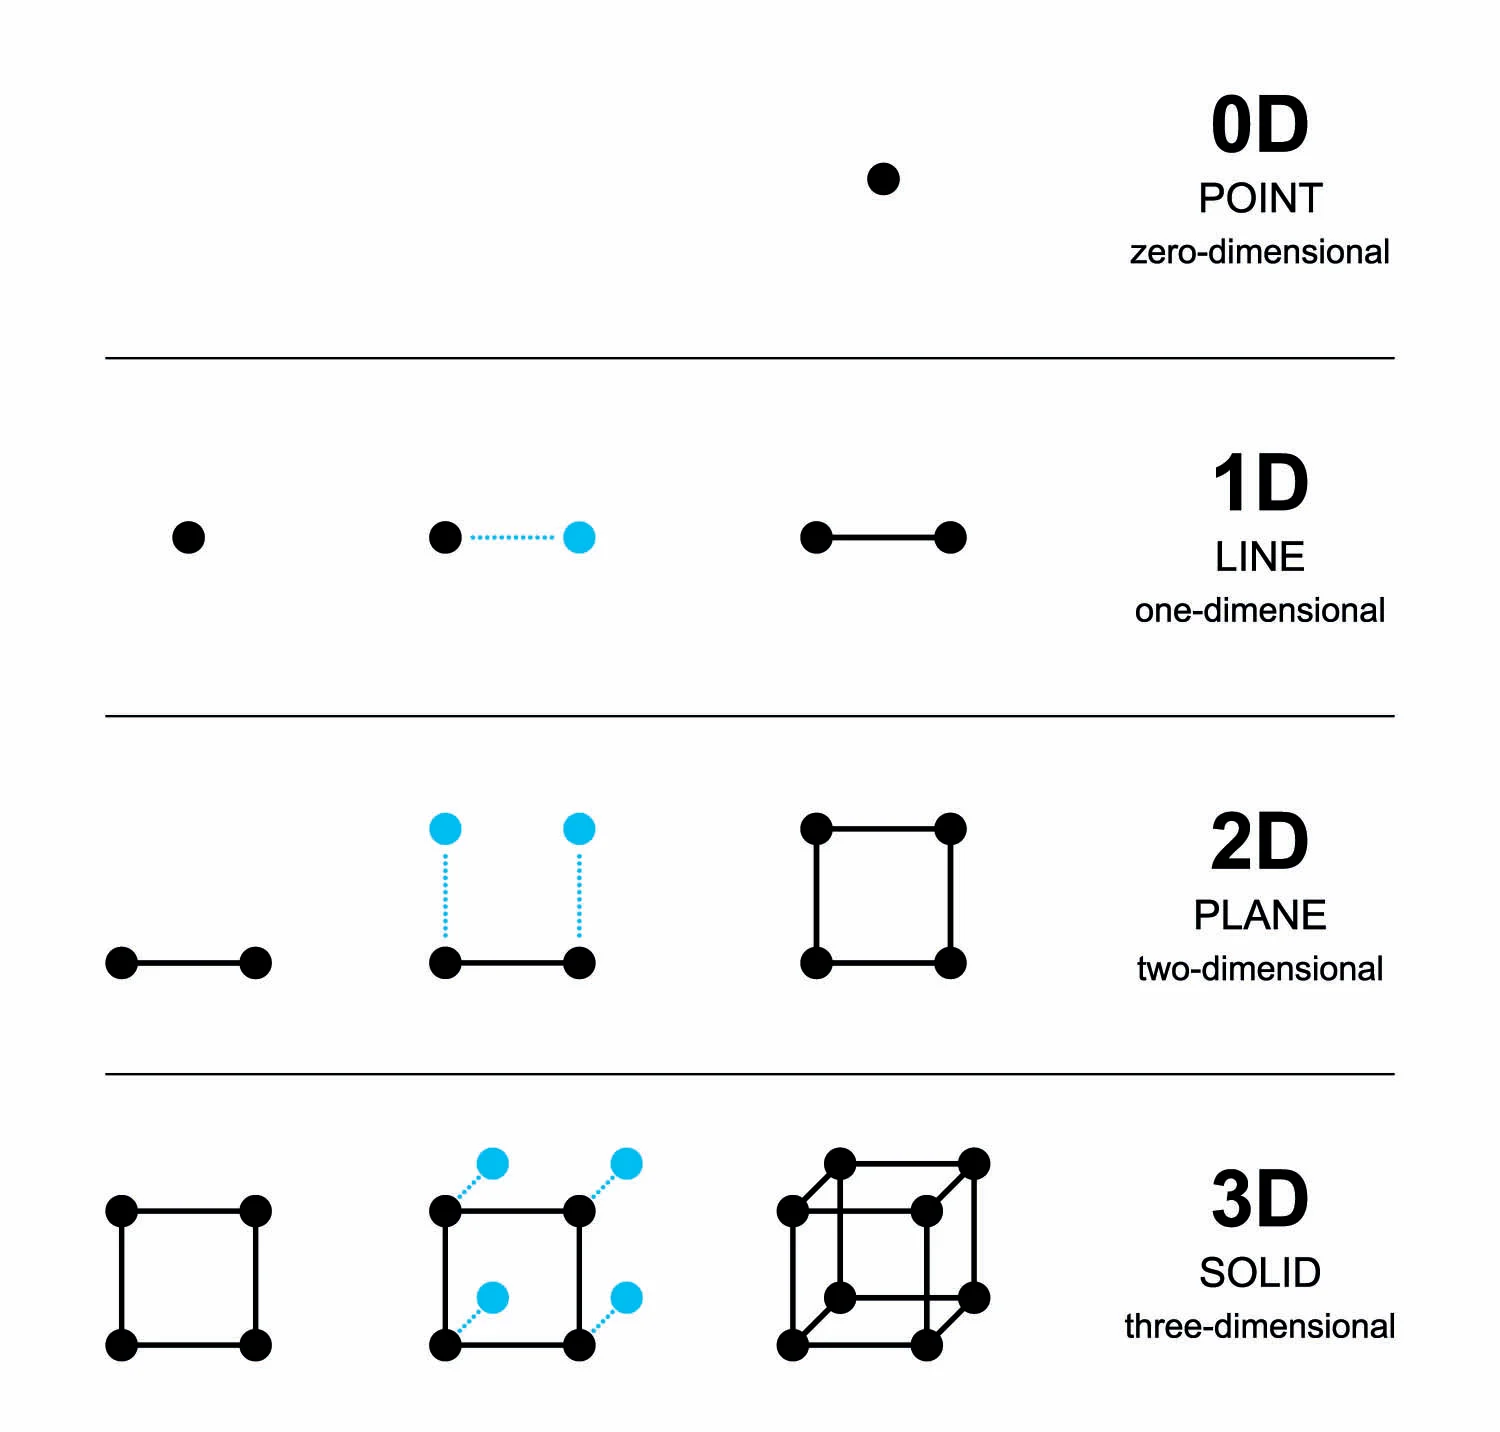 0D
POINT
zero-dimensional
1D
LINE
one-dimensional
2D
PLANE
two-dimensional
3D
SOLID
three-dimensional